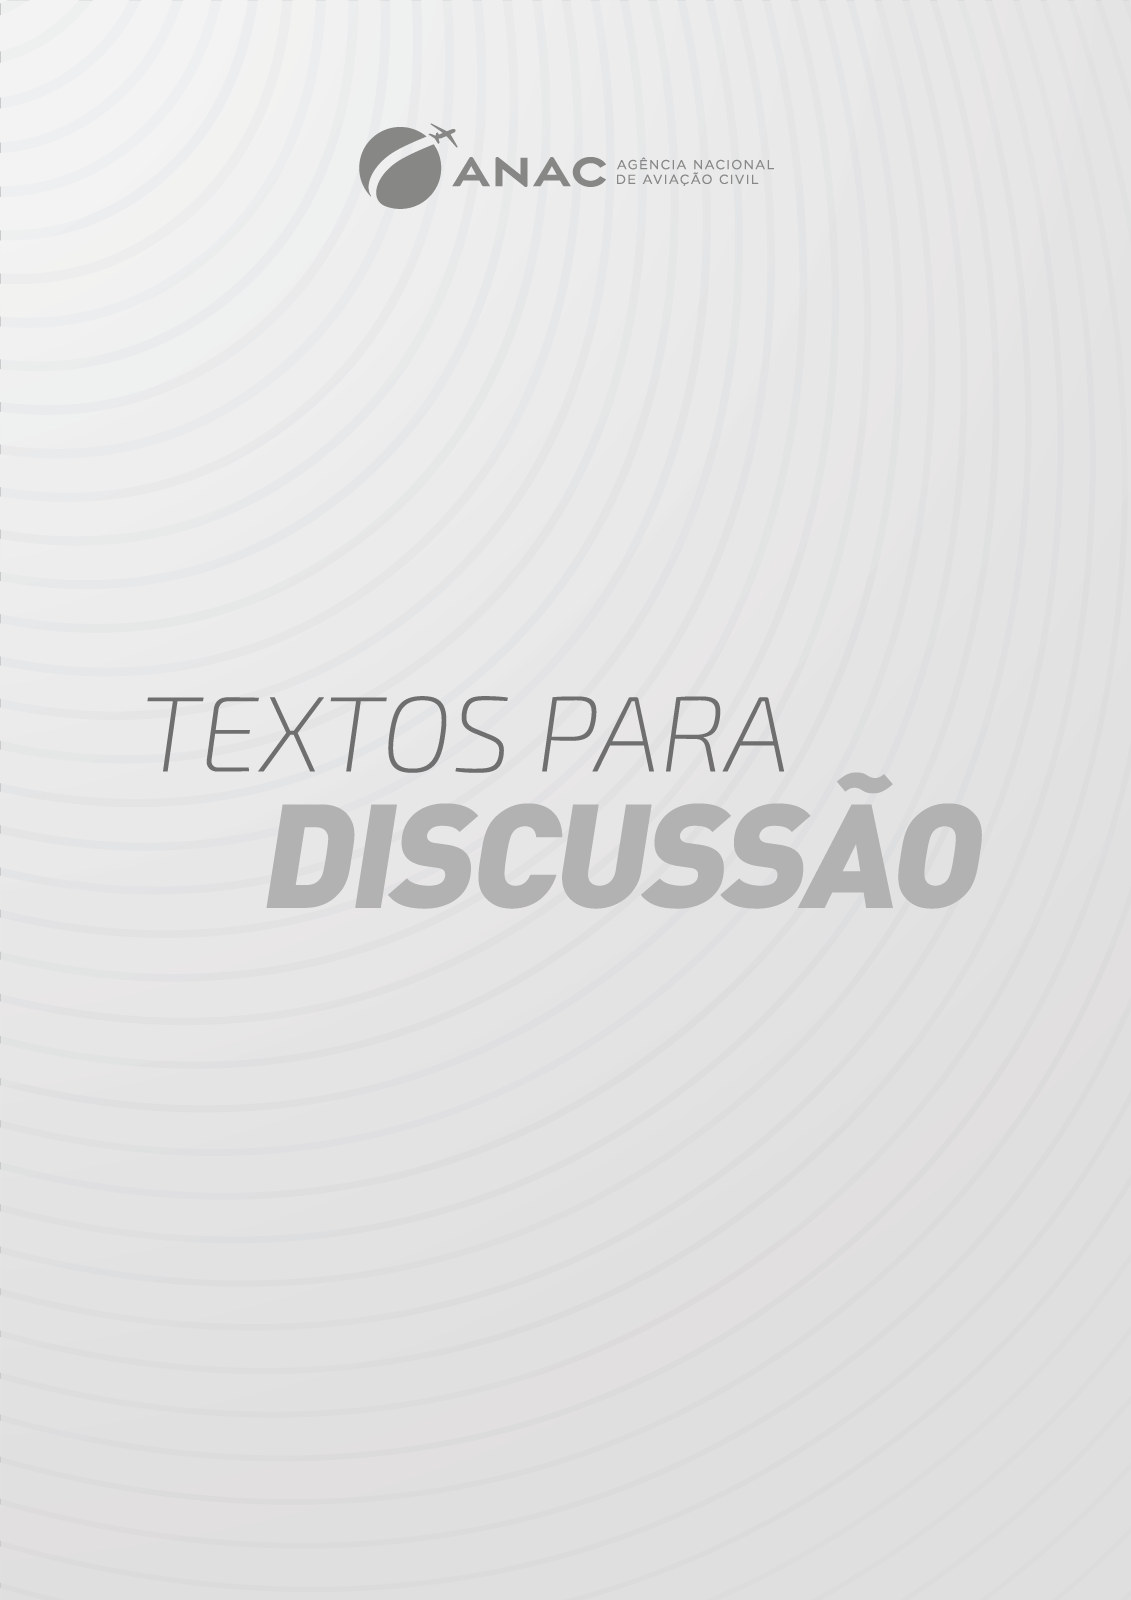 ANAC AGÊNCIA NACIONAL
DE AVIAÇÃO CIVIL
TEXTOS PARA
DISCUSSÃO